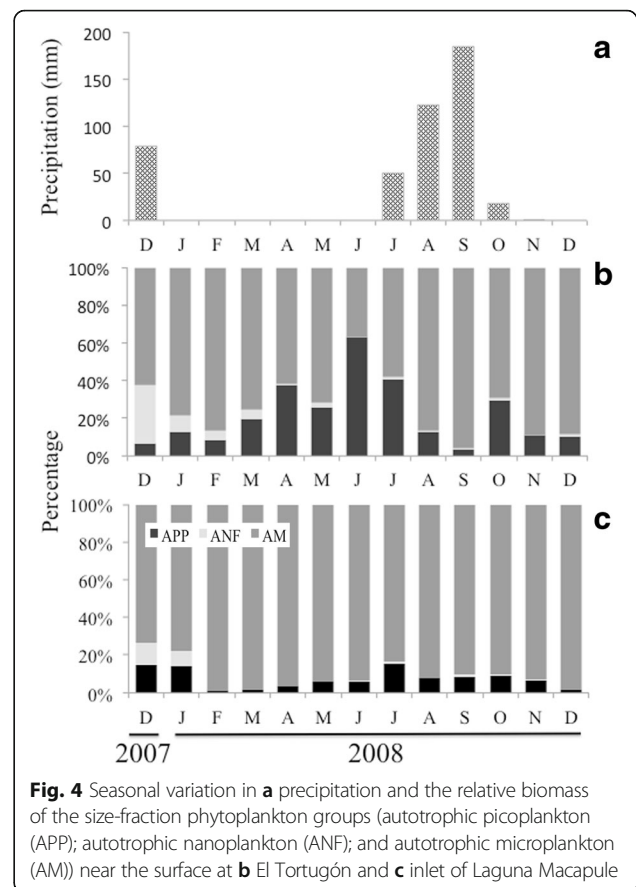 a
200
150
100
50
0
Precipitation (mm)
D J F M A M J J A S O N D
b
100%
80%
60%
40%
20%
0%
D J F M A M J J A S O N D
Percentage
c
100%
80%
60%
40%
20%
0%
APP ANF AM
D J F M A M J J A S O N D
2007 2008
Fig. 4 Seasonal variation in a precipitation and the relative biomass
of the size-fraction phytoplankton groups (autotrophic picoplankton
(APP); autotrophic nanoplankton (ANF); and autotrophic microplankton
(AM)) near the surface at b El Tortugón and c inlet of Laguna Macapule